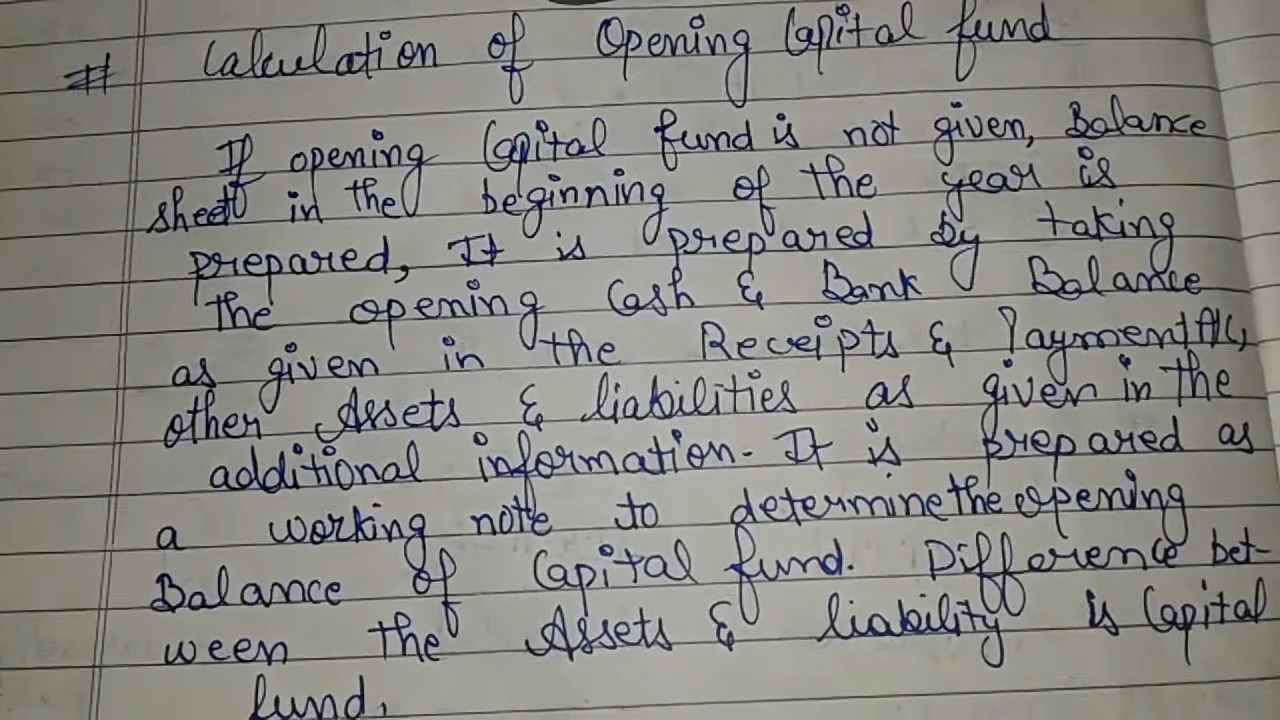 # Calculation of Opening Capital fund
If opening Capital fund is not given, Balance
sheet in the beginning of the year is
prepared, It is prepared by taking
the opening Cash & Bank Balance
as given in the Receipts & Payment A/C,
other Assets & liabilities as given in the
additional information. It is prepared as
a working note to determine the opening
Balance of Capital fund. Difference bet-
ween the Assets & liability is Capital
fund.